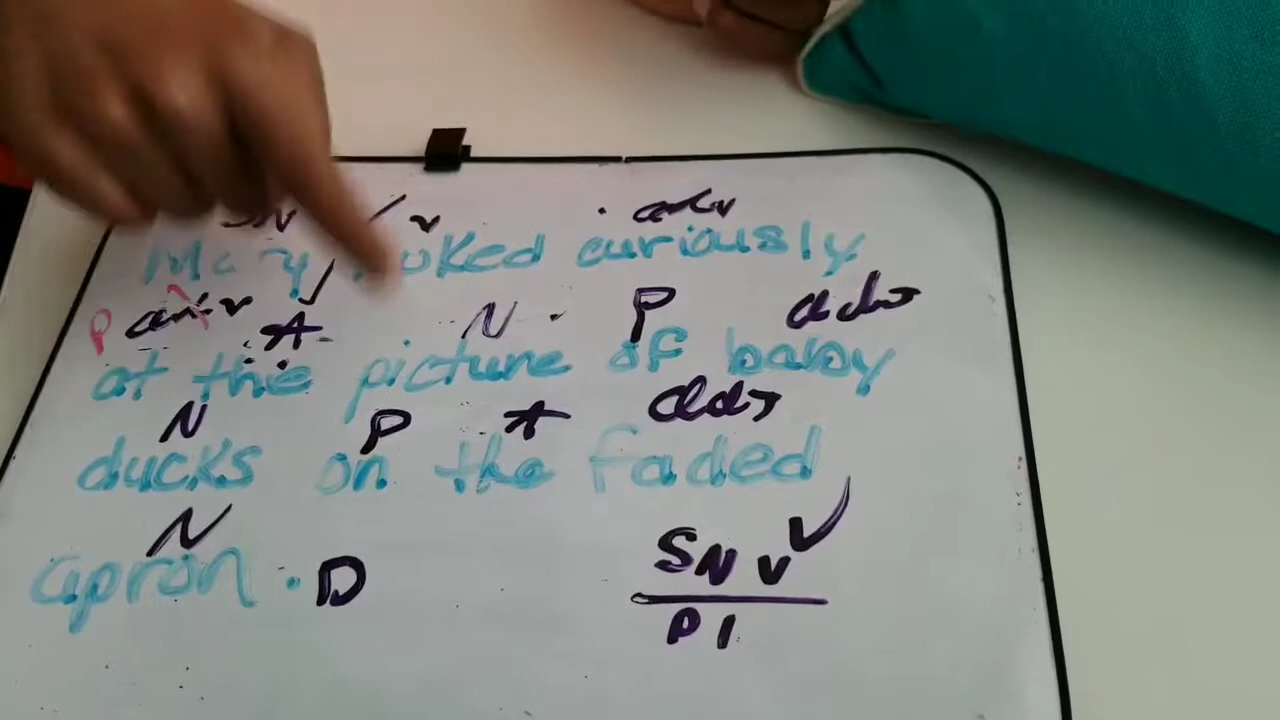 SN ✓ v . adv
Mary looked curiously
P adv A ✓ N . P adj
at the picture of baby
N P A adj
ducks on the faded
N
apron . D
SN V ✓
P1